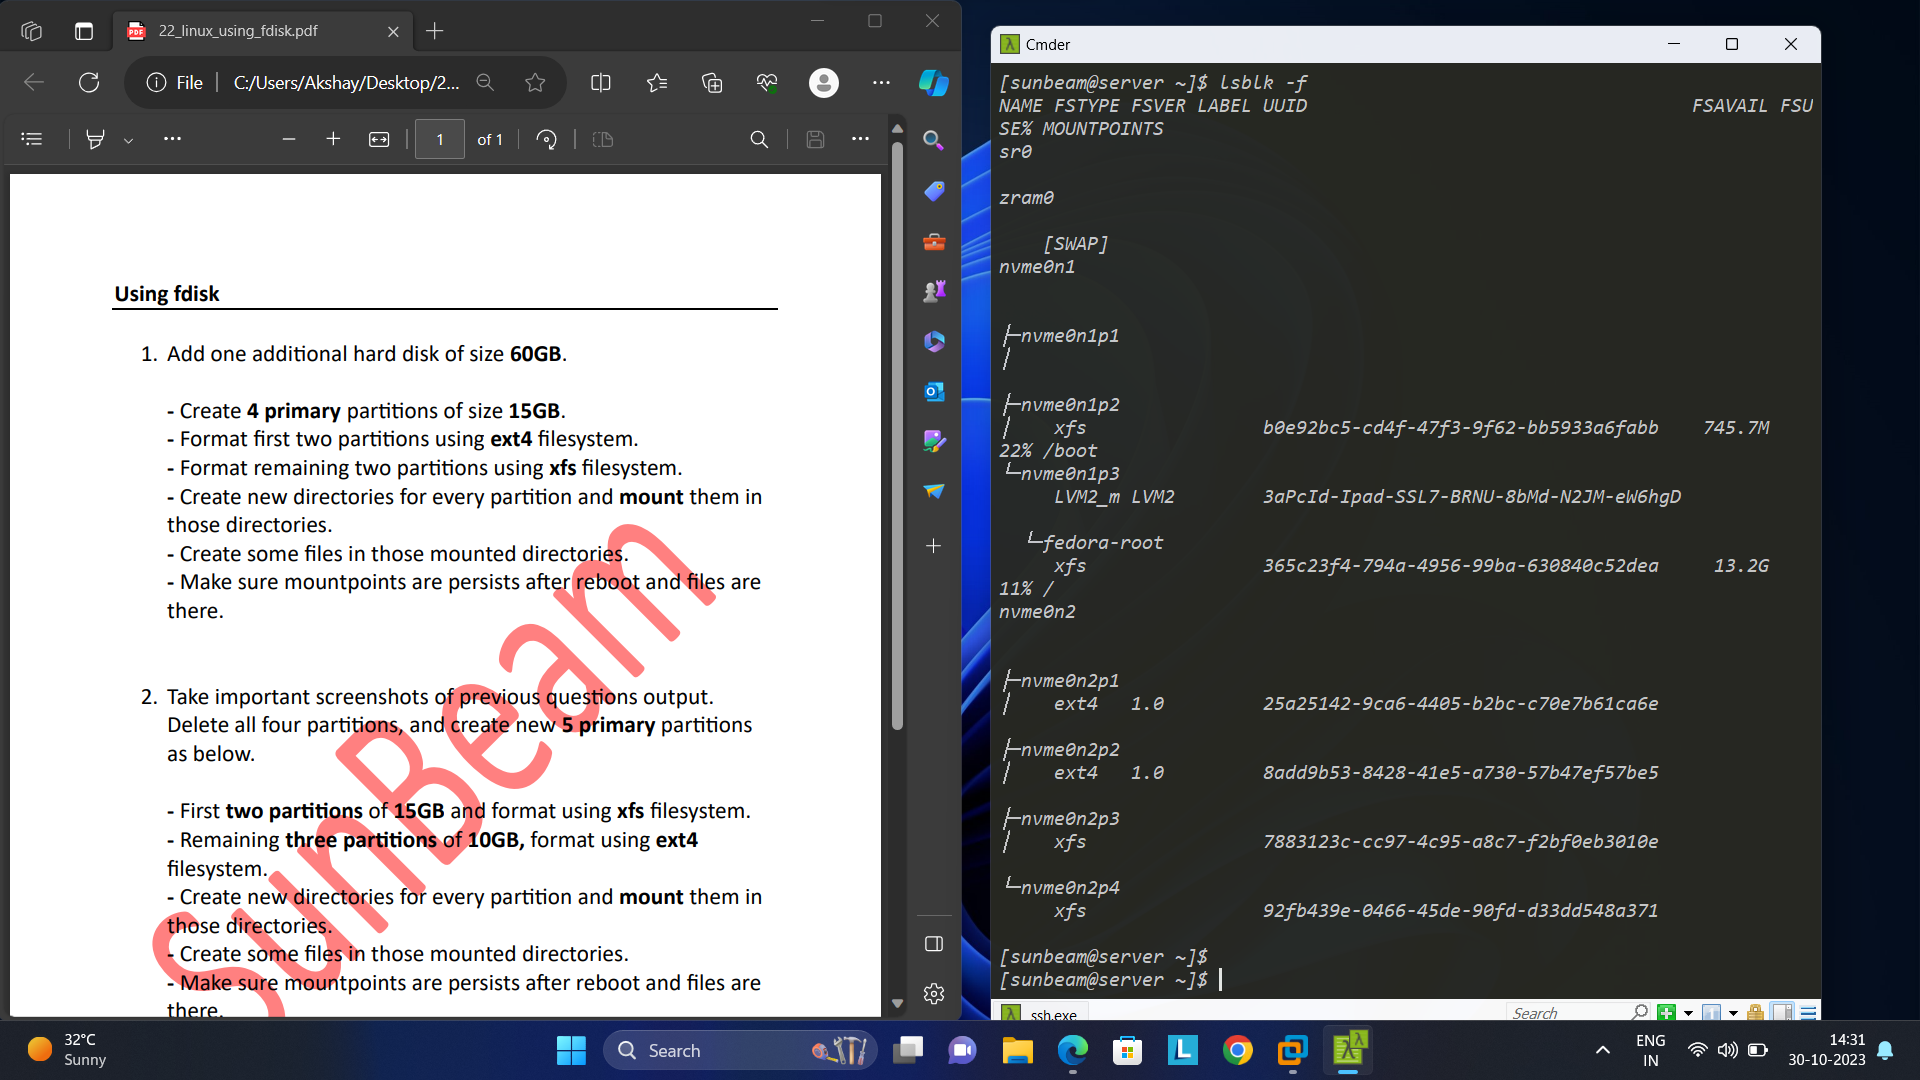 22_linux_using_fdisk.pdf
File
C:/Users/Akshay/Desktop/2...
1
of 1
Using fdisk
1. Add one additional hard disk of size 60GB.
- Create 4 primary partitions of size 15GB.
- Format first two partitions using ext4 filesystem.
- Format remaining two partitions using xfs filesystem.
- Create new directories for every partition and mount them in
those directories.
- Create some files in those mounted directories.
- Make sure mountpoints are persists after reboot and files are
there.
2. Take important screenshots of previous questions output.
Delete all four partitions, and create new 5 primary partitions
as below.
- First two partitions of 15GB and format using xfs filesystem.
- Remaining three partitions of 10GB, format using ext4
filesystem.
- Create new directories for every partition and mount them in
those directories.
- Create some files in those mounted directories.
- Make sure mountpoints are persists after reboot and files are
there.
SunBeam
Cmder
[sunbeam@server ~]$ lsblk -f
NAME FSTYPE FSVER LABEL UUID FSAVAIL FSU
SE% MOUNTPOINTS
sr0
zram0
[SWAP]
nvme0n1
├─nvme0n1p1
│
├─nvme0n1p2
│ xfs b0e92bc5-cd4f-47f3-9f62-bb5933a6fabb 745.7M
22% /boot
└─nvme0n1p3
LVM2_m LVM2 3aPcId-Ipad-SSL7-BRNU-8bMd-N2JM-eW6hgD
└─fedora-root
xfs 365c23f4-794a-4956-99ba-630840c52dea 13.2G
11% /
nvme0n2
├─nvme0n2p1
│ ext4 1.0 25a25142-9ca6-4405-b2bc-c70e7b61ca6e
├─nvme0n2p2
│ ext4 1.0 8add9b53-8428-41e5-a730-57b47ef57be5
├─nvme0n2p3
│ xfs 7883123c-cc97-4c95-a8c7-f2bf0eb3010e
└─nvme0n2p4
xfs 92fb439e-0466-45de-90fd-d33dd548a371
[sunbeam@server ~]$
[sunbeam@server ~]$
ssh.exe
Search
32°C
Sunny
Search
ENG
IN
14:31
30-10-2023